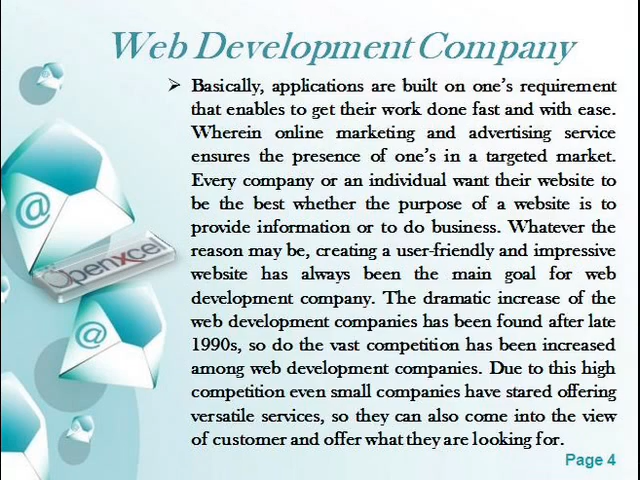 Web Development Company
➢ Basically, applications are built on one's requirement
that enables to get their work done fast and with ease.
Wherein online marketing and advertising service
ensures the presence of one's in a targeted market.
Every company or an individual want their website to
be the best whether the purpose of a website is to
provide information or to do business. Whatever the
reason may be, creating a user-friendly and impressive
website has always been the main goal for web
development company. The dramatic increase of the
web development companies has been found after late
1990s, so do the vast competition has been increased
among web development companies. Due to this high
competition even small companies have stared offering
versatile services, so they can also come into the view
of customer and offer what they are looking for.
@
Openxcel
@
Page 4